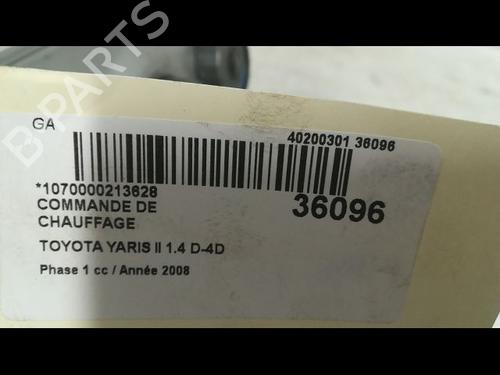 B-PARTS
GA
40200301 36096
*1070000213628
36096
COMMANDE DE
CHAUFFAGE
TOYOTA YARIS II 1.4 D-4D
Phase 1 cc / Année 2008